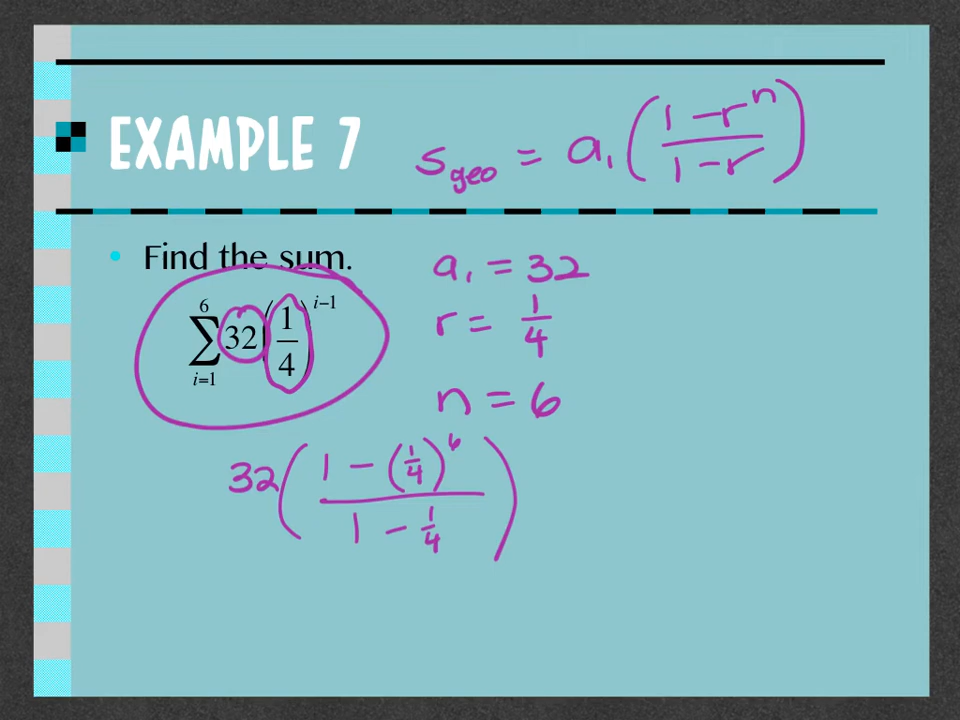 EXAMPLE 7
s_geo = a₁ ( (1 − rⁿ) / (1 − r) )
• Find the sum.
a₁ = 32
∑_{i=1}^{6} 32 (1/4)^{i−1}
r = 1/4
n = 6
32 ( (1 − (1/4)⁶) / (1 − 1/4) )